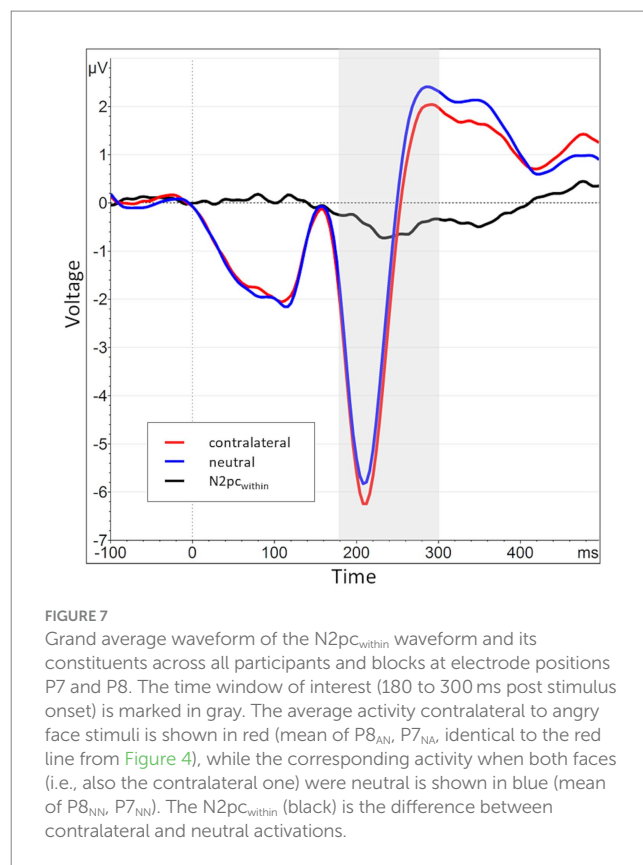 µV
2
1
0
-1
-2
-3
-4
-5
-6
-7
Voltage
contralateral
neutral
N2pcwithin
-100 0 100 200 300 400 ms
Time
FIGURE 7
Grand average waveform of the N2pcwithin waveform and its
constituents across all participants and blocks at electrode positions
P7 and P8. The time window of interest (180 to 300 ms post stimulus
onset) is marked in gray. The average activity contralateral to angry
face stimuli is shown in red (mean of P8AN, P7NA, identical to the red
line from Figure 4), while the corresponding activity when both faces
(i.e., also the contralateral one) were neutral is shown in blue (mean
of P8NN, P7NN). The N2pcwithin (black) is the difference between
contralateral and neutral activations.